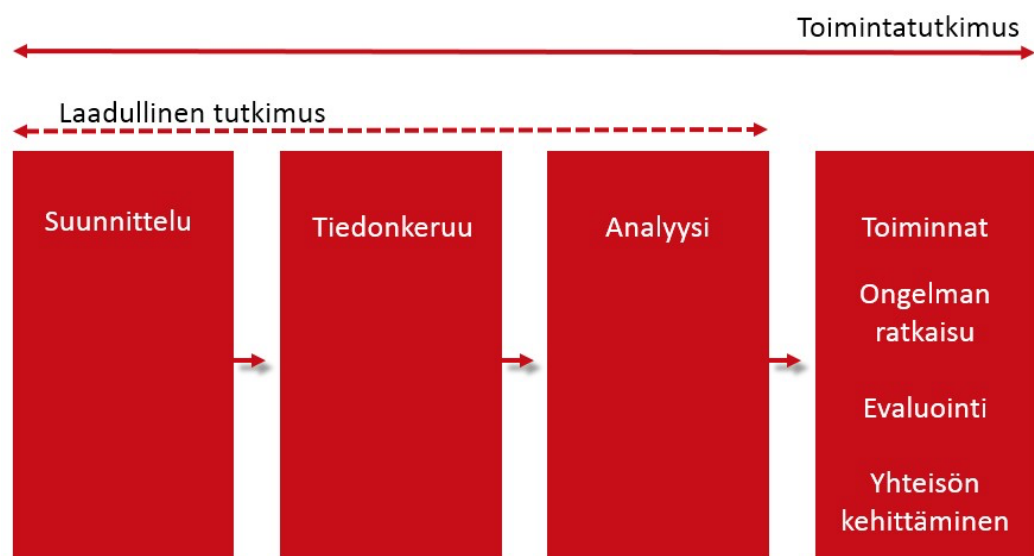 Toimintatutkimus
Laadullinen tutkimus
Suunnittelu
Tiedonkeruu
Analyysi
Toiminnat
Ongelman
ratkaisu
Evaluointi
Yhteisön
kehittäminen